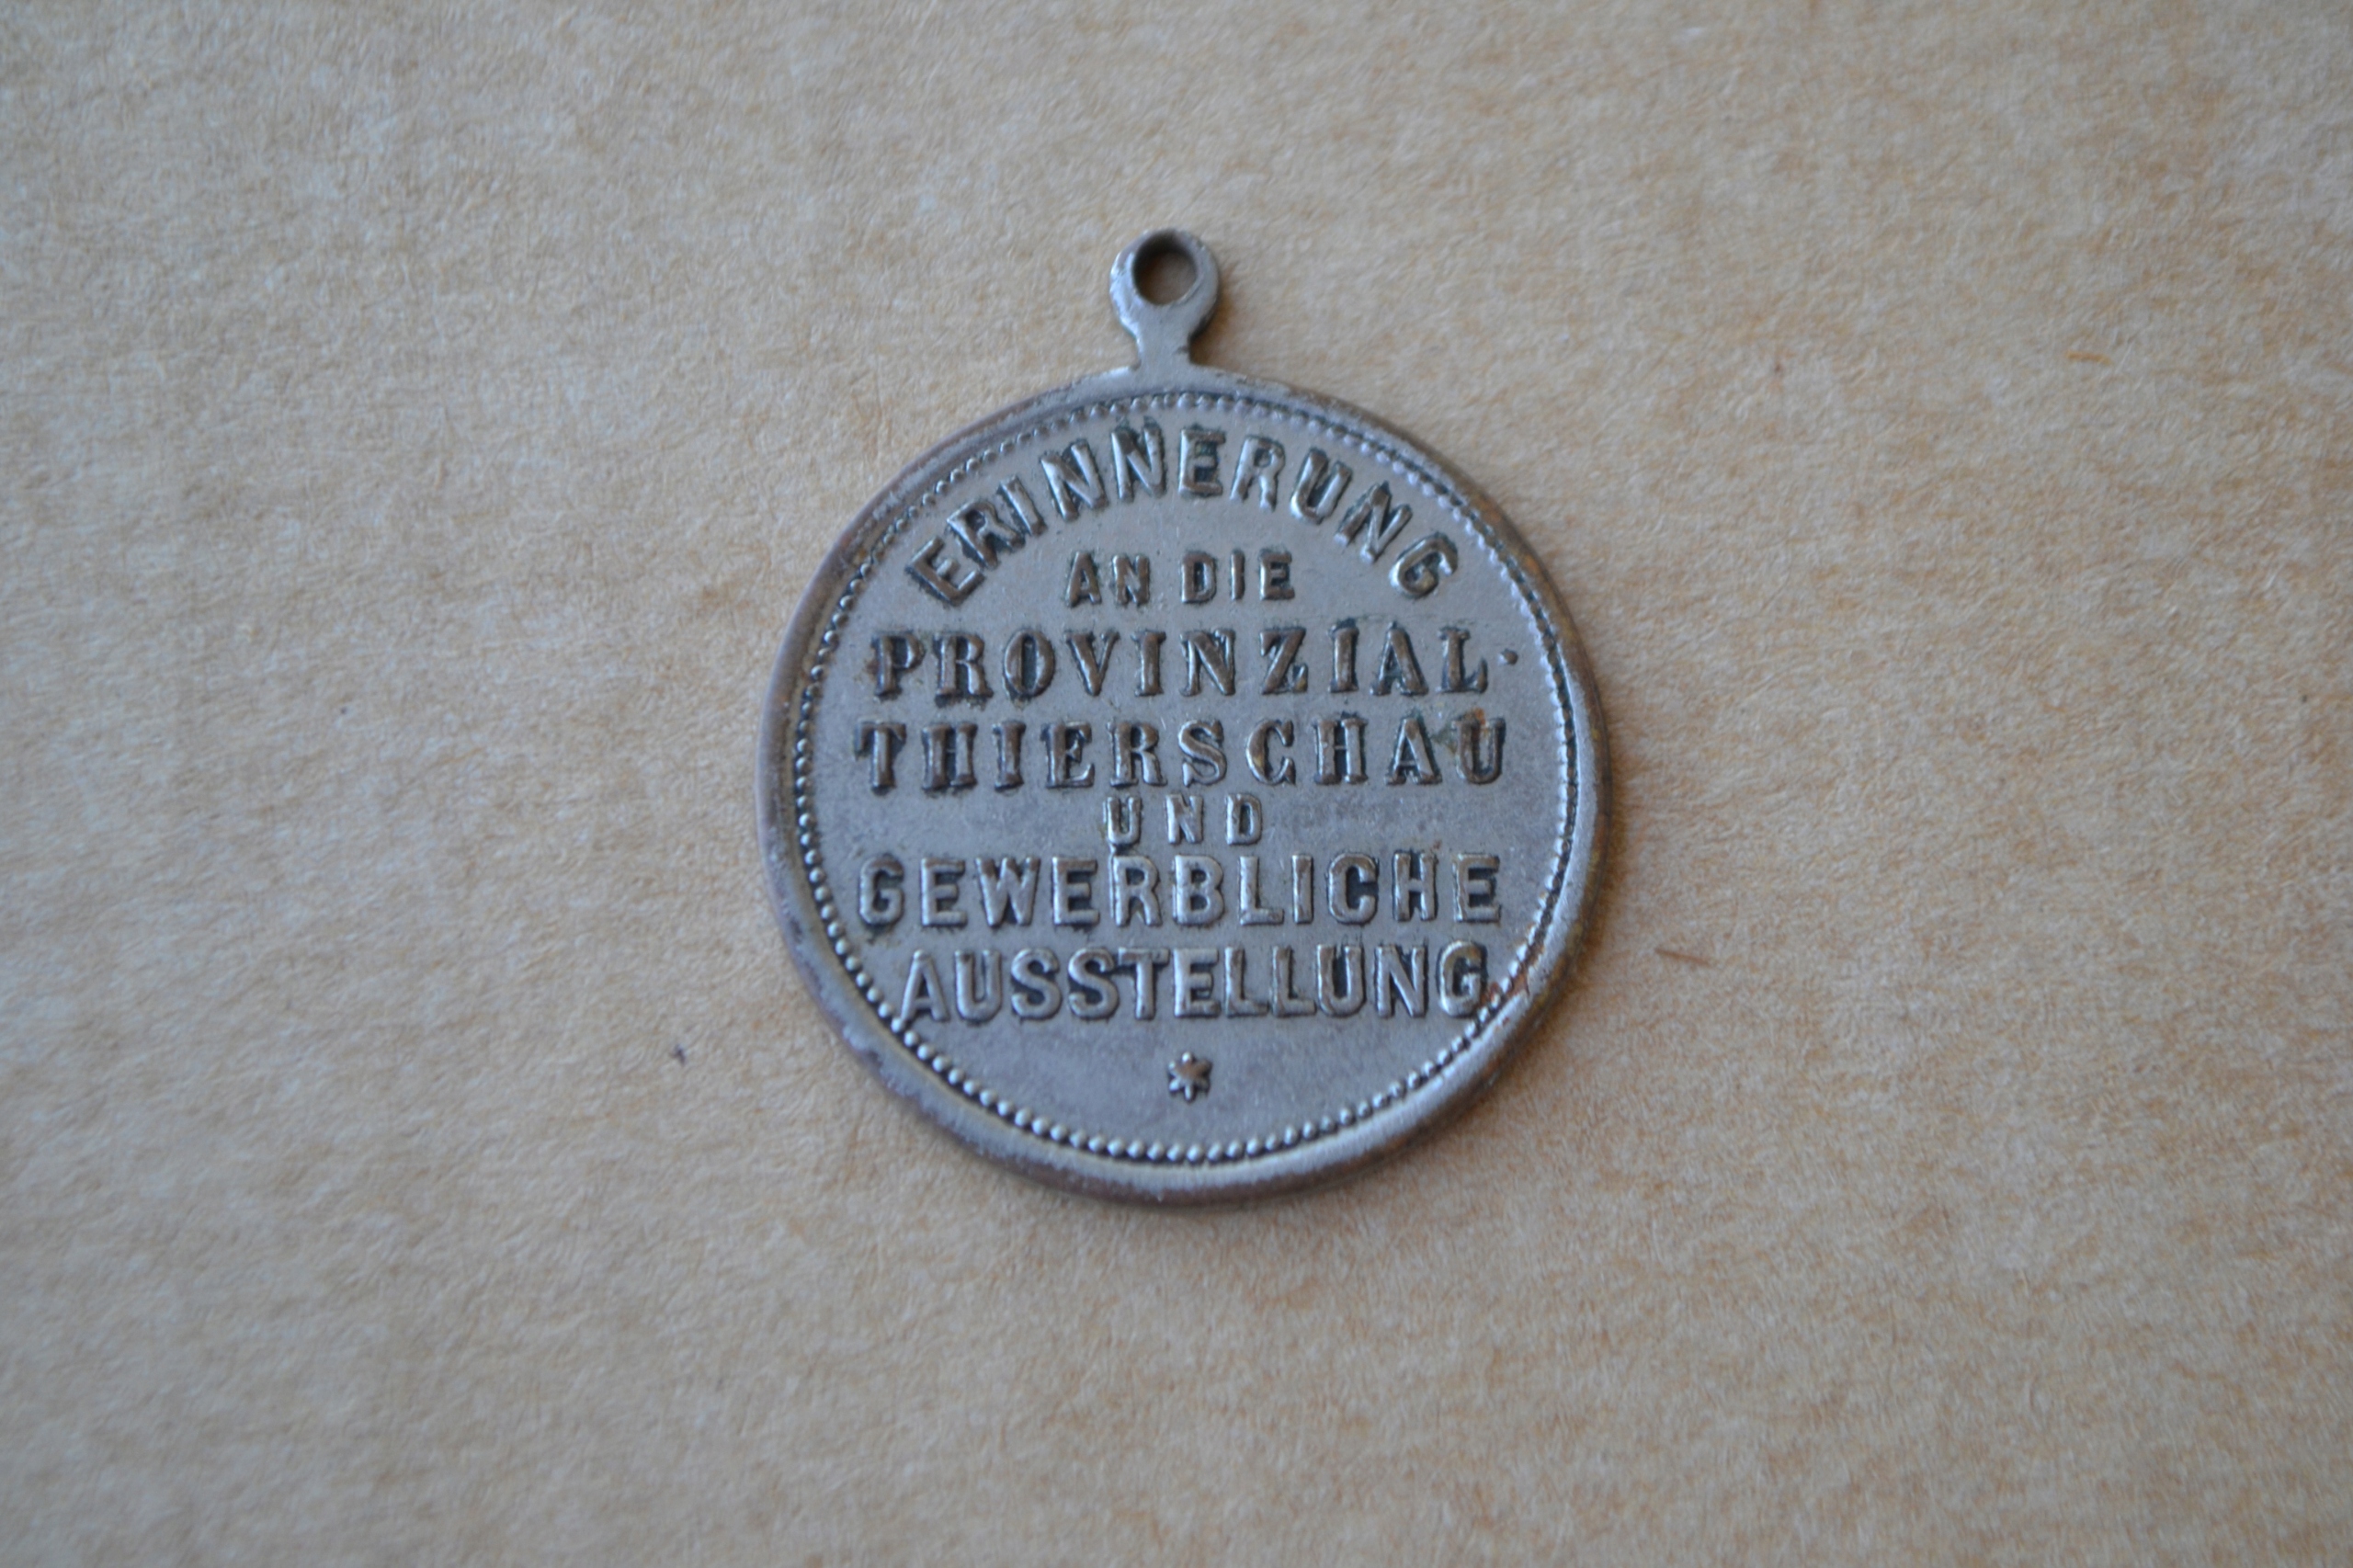 ERINNERUNG
AN DIE
PROVINZIAL-
THIERSCHAU
UND
GEWERBLICHE
AUSSTELLUNG